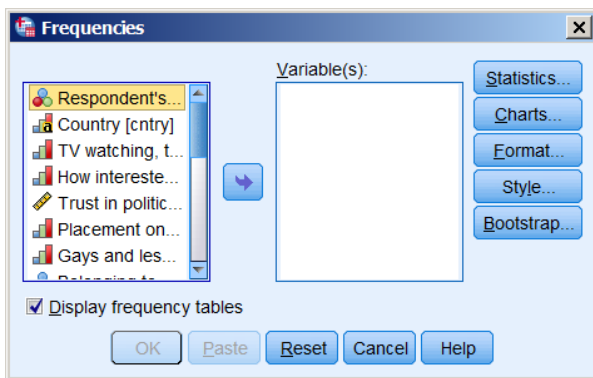 Frequencies
Variable(s):
Respondent's...
Country [cntry]
TV watching, t...
How intereste...
Trust in politic...
Placement on...
Gays and les...
Statistics...
Charts...
Format...
Style...
Bootstrap...
Display frequency tables
OK Paste Reset Cancel Help